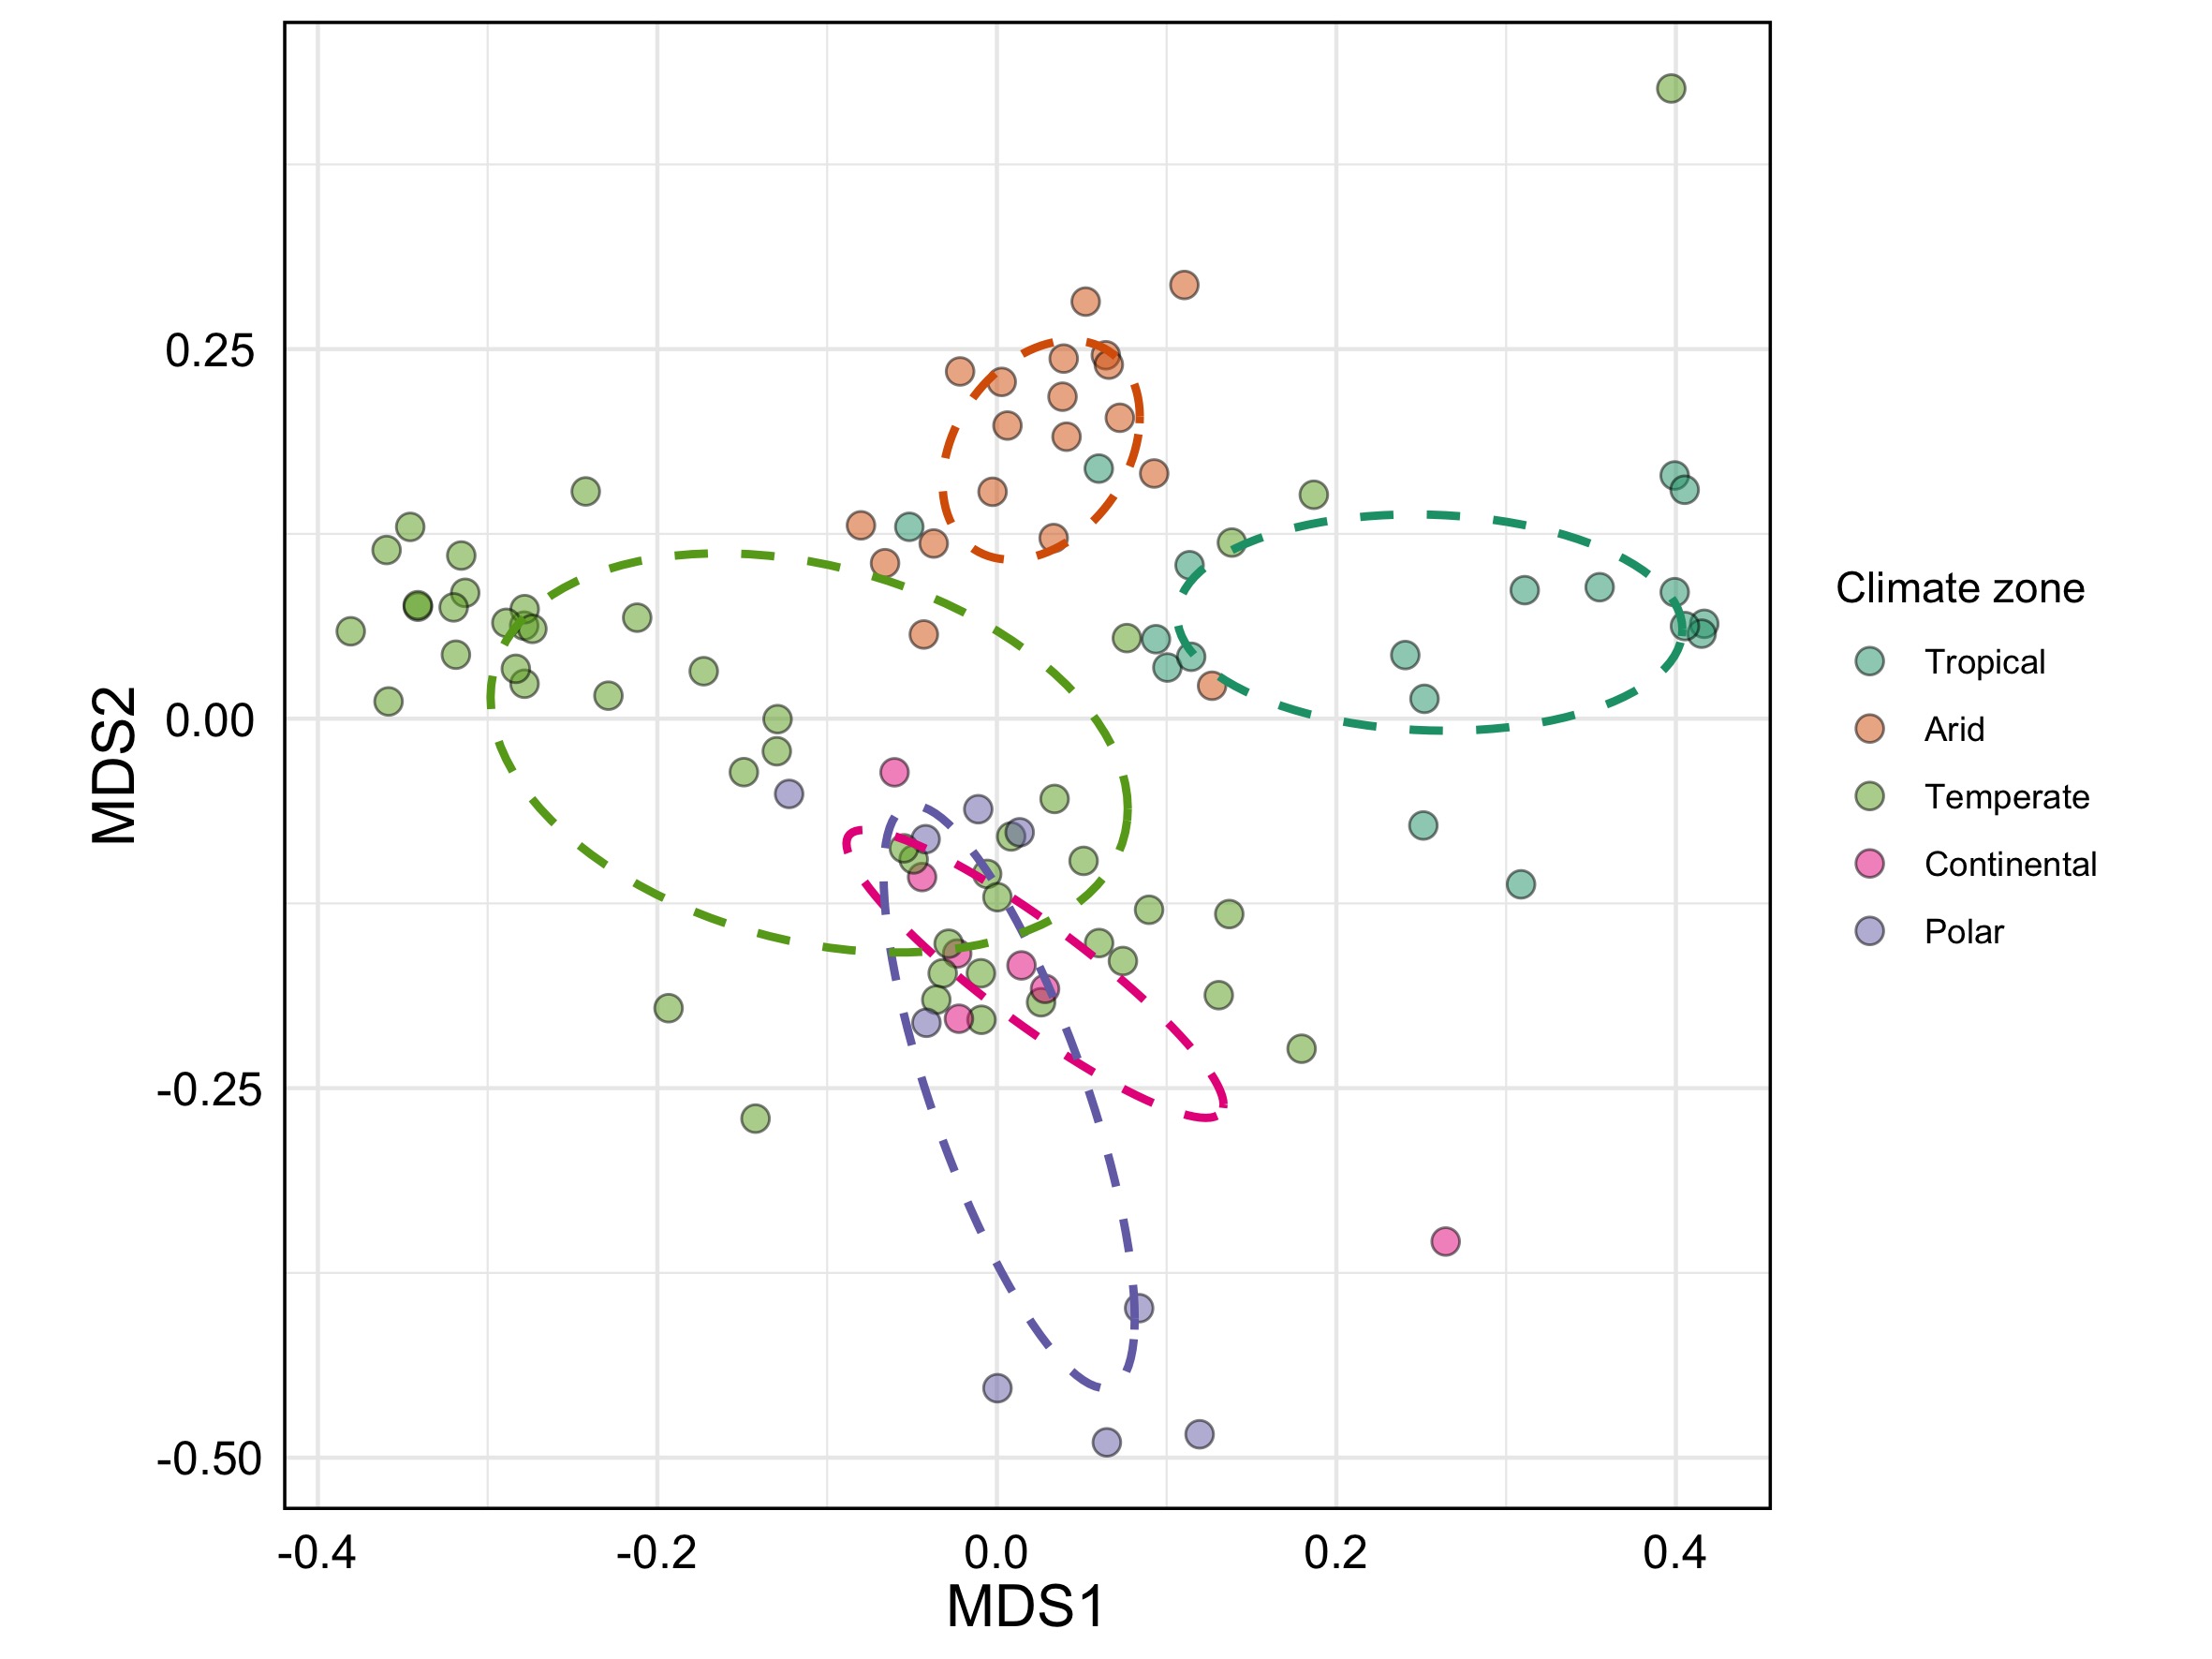 MDS2
0.25
0.00
-0.25
-0.50
-0.4 -0.2 0.0 0.2 0.4
MDS1
Climate zone
Tropical
Arid
Temperate
Continental
Polar